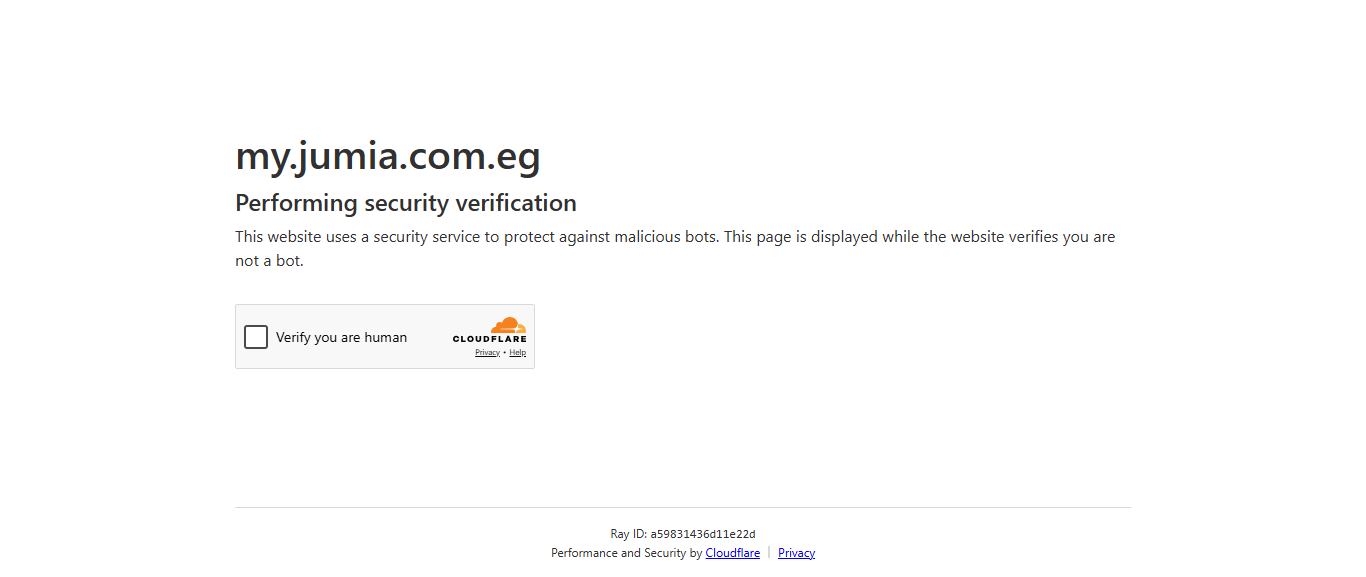 my.jumia.com.eg
Performing security verification
This website uses a security service to protect against malicious bots. This page is displayed while the website verifies you are
not a bot.
Verify you are human
CLOUDFLARE
Privacy • Help
Ray ID: a59831436d11e22d
Performance and Security by Cloudflare | Privacy